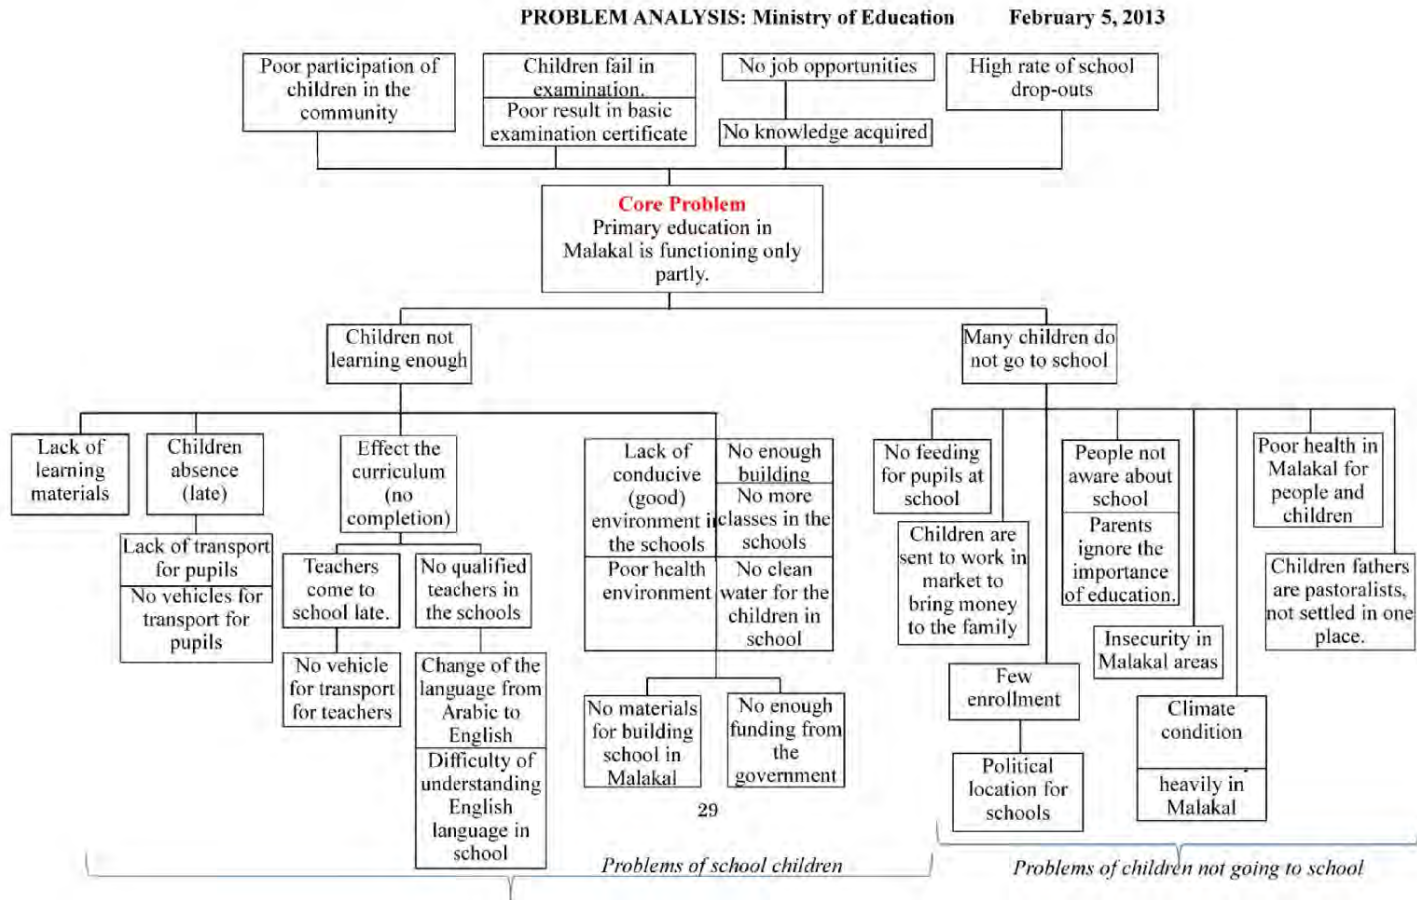 PROBLEM ANALYSIS: Ministry of Education February 5, 2013
Poor participation of
children in the
community
Children fail in
examination.
Poor result in basic
examination certificate
No job opportunities
No knowledge acquired
High rate of school
drop-outs
Core Problem
Primary education in
Malakal is functioning only
partly.
Children not
learning enough
Many children do
not go to school
Lack of
learning
materials
Children
absence
(late)
Lack of transport
for pupils
No vehicles for
transport for
pupils
Effect the
curriculum
(no
completion)
Teachers
come to
school late.
No vehicle
for transport
for teachers
No qualified
teachers in
the schools
Change of the
language from
Arabic to
English
Difficulty of
understanding
English
language in
school
Lack of
conducive
(good)
environment i
the schools
Poor health
environment
No enough
building
No more
classes in the
schools
No clean
water for the
children in
school
No materials
for building
school in
Malakal
No enough
funding from
the
government
No feeding
for pupils at
school
Children are
sent to work in
market to
bring money
to the family
Few
enrollment
Political
location for
schools
People not
aware about
school
Parents
ignore the
importance
of education.
Insecurity in
Malakal areas
Climate
condition
heavily in
Malakal
Poor health in
Malakal for
people and
children
Children fathers
are pastoralists,
not settled in one
place.
29
Problems of school children
Problems of children not going to school